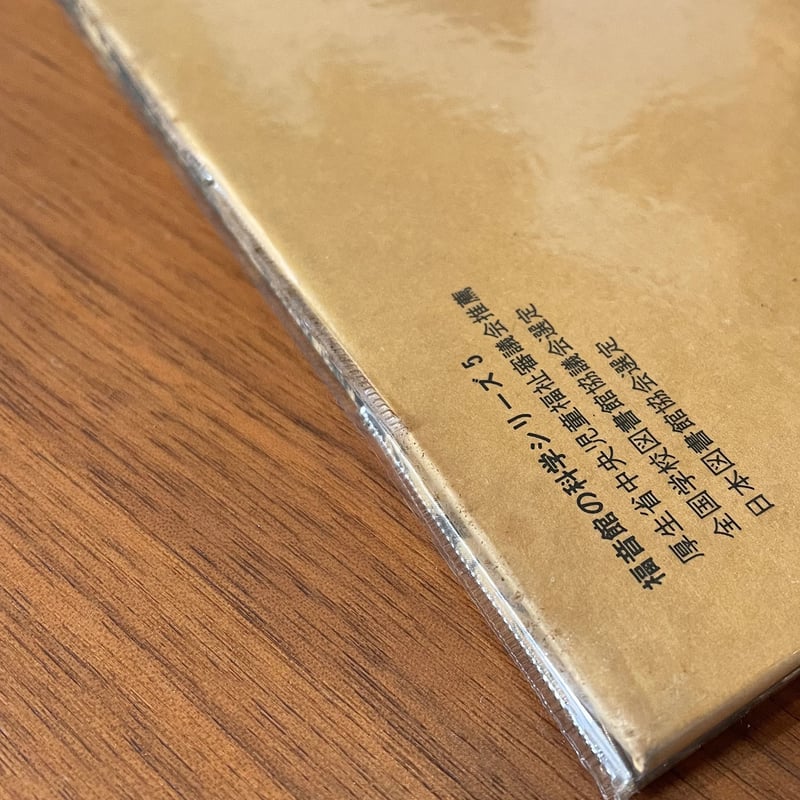 福音館の科学シリーズ5
厚生省中央児童福祉審議会推薦
全国学校図書館協議会選定
日本図書館協会選定